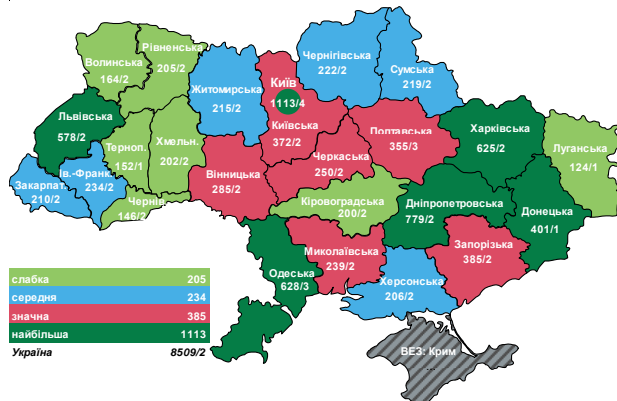 Волинська
164/2
Рівненська
205/2
Житомирська
215/2
Київ
1113/4
Київська
372/2
Чернігівська
222/2
Сумська
219/2
Львівська
578/2
Терноп.
152/1
Хмельн.
202/2
Вінницька
285/2
Черкаська
250/2
Полтавська
355/3
Харківська
625/2
Луганська
124/1
Закарпат.
210/2
Ів.-Франк.
234/2
Чернів.
146/2
Кіровоградська
200/2
Дніпропетровська
779/2
Донецька
401/1
Одеська
628/3
Миколаївська
239/2
Херсонська
206/2
Запорізька
385/2
ВЕЗ: Крим
...
слабка 205
середня 234
значна 385
найбільша 1113
Україна 8509/2